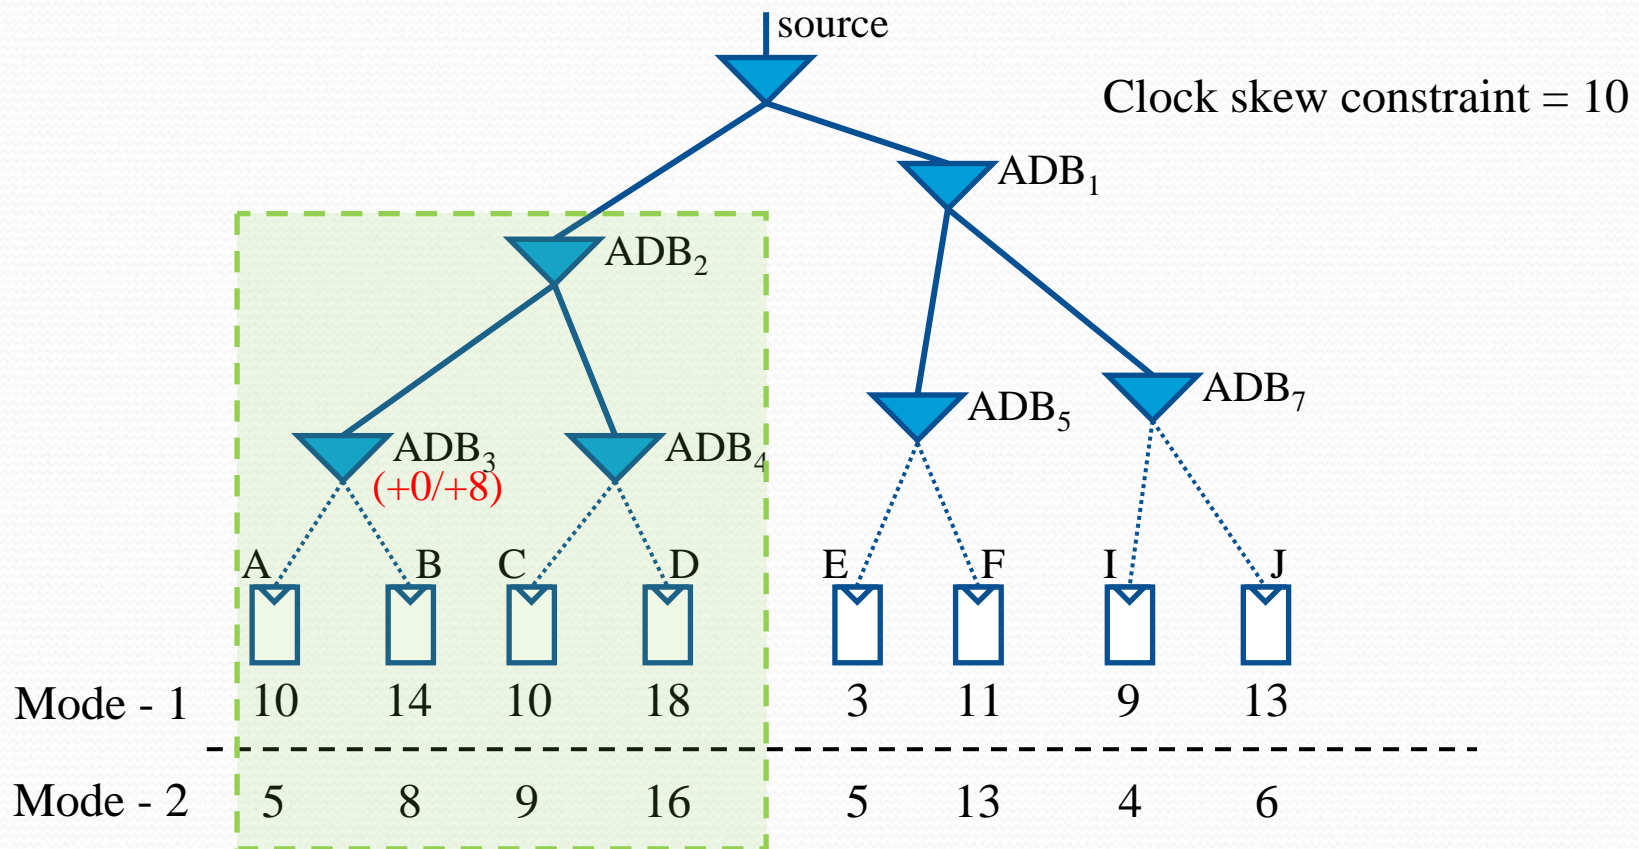 source
Clock skew constraint = 10
ADB₁
ADB₂
ADB₃
(+0/+8)
ADB₄
ADB₅
ADB₇
A B C D E F I J
Mode - 1 10 14 10 18 3 11 9 13
Mode - 2 5 8 9 16 5 13 4 6